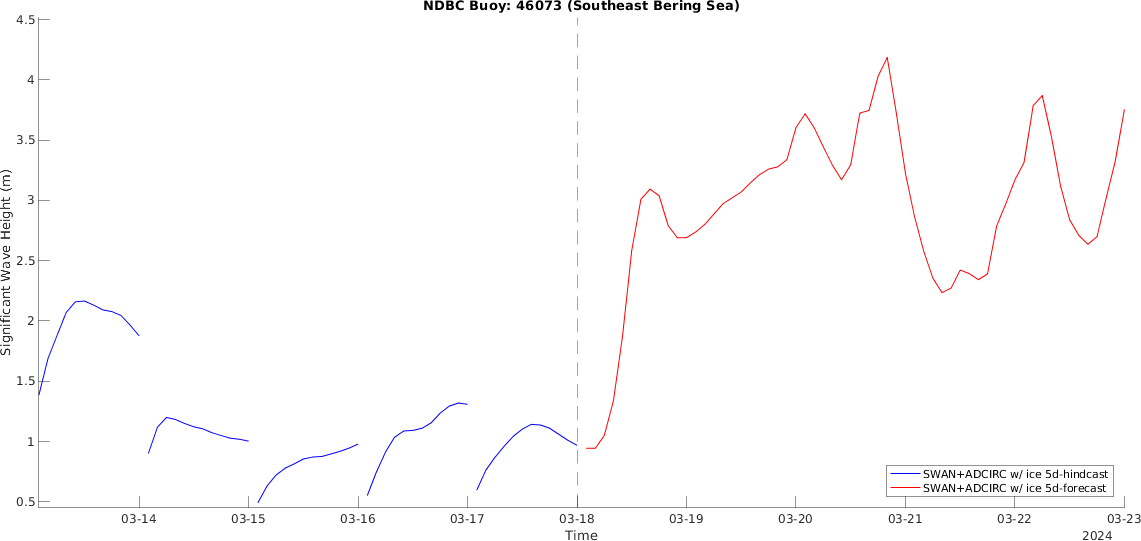 NDBC Buoy: 46073 (Southeast Bering Sea)
4.5
4
3.5
3
2.5
2
1.5
1
0.5
Significant Wave Height (m)
SWAN+ADCIRC w/ ice 5d-hindcast
SWAN+ADCIRC w/ ice 5d-forecast
03-14 03-15 03-16 03-17 03-18 03-19 03-20 03-21 03-22 03-23
Time
2024